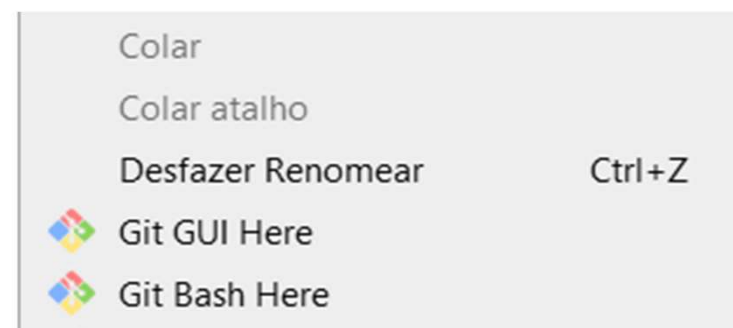 Colar
Colar atalho
Desfazer Renomear Ctrl+Z
Git GUI Here
Git Bash Here